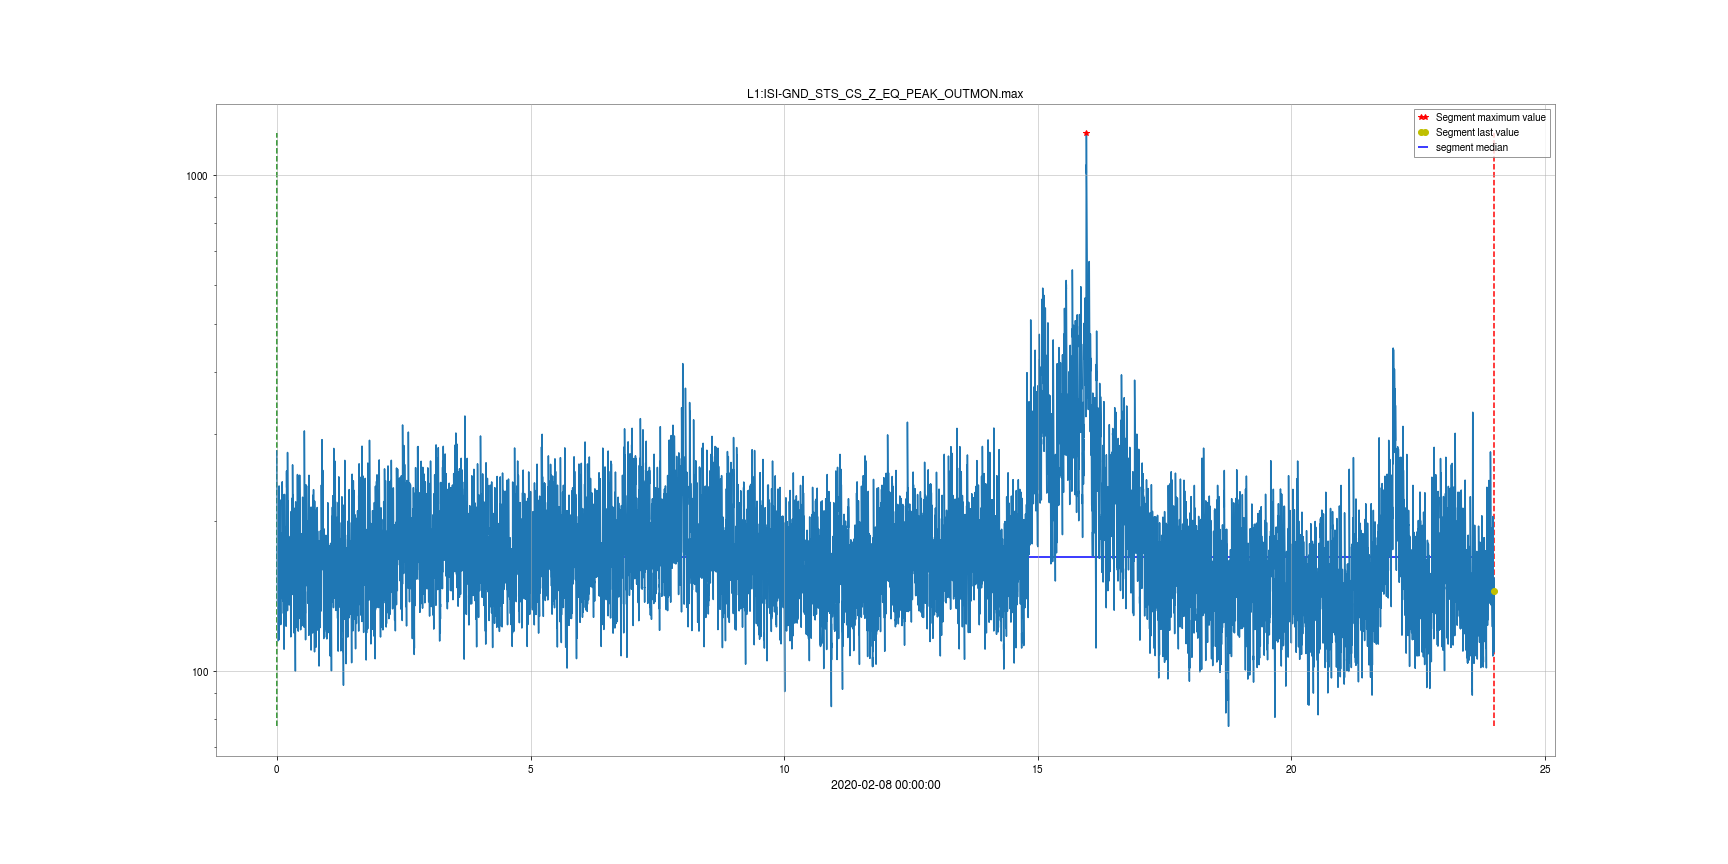 L1:ISI-GND_STS_CS_Z_EQ_PEAK_OUTMON.max
Segment maximum value
Segment last value
segment median
1000
100
0 5 10 15 20 25
2020-02-08 00:00:00